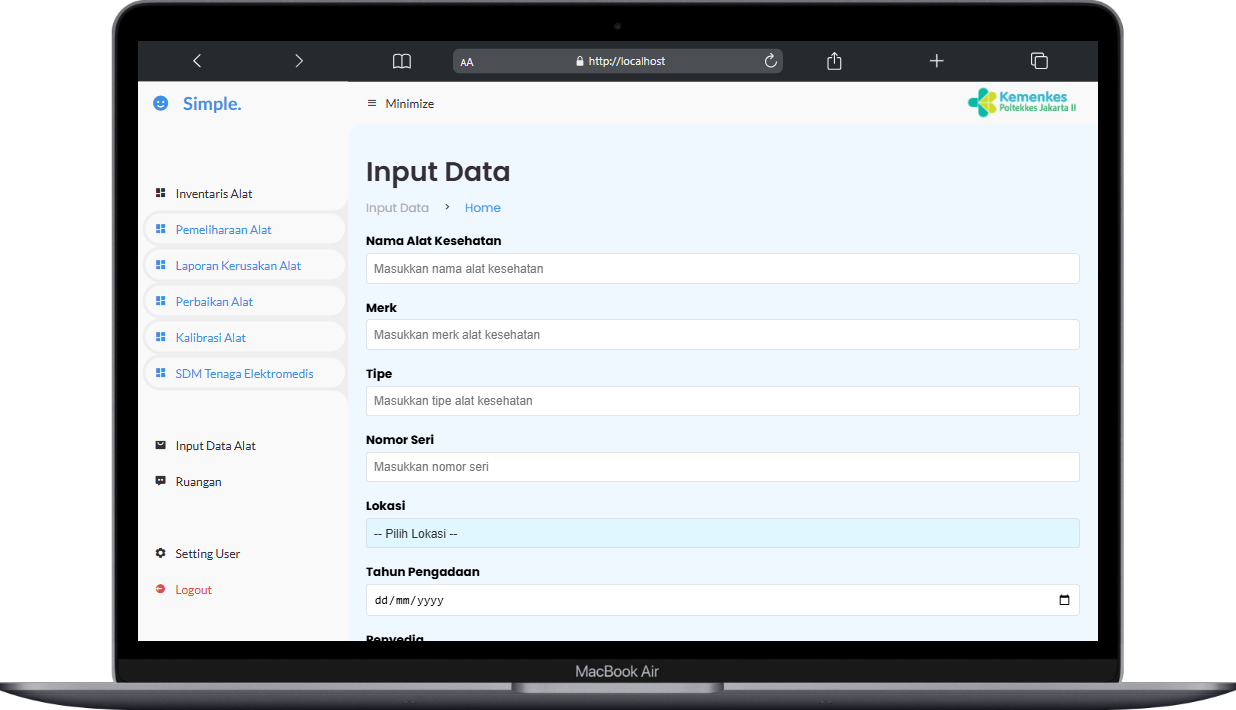 AA
http://localhost
Simple.
Minimize
Kemenkes
Poltekkes Jakarta II
Inventaris Alat
Pemeliharaan Alat
Laporan Kerusakan Alat
Perbaikan Alat
Kalibrasi Alat
SDM Tenaga Elektromedis
Input Data Alat
Ruangan
Setting User
Logout
Input Data
Input Data > Home
Nama Alat Kesehatan
Masukkan nama alat kesehatan
Merk
Masukkan merk alat kesehatan
Tipe
Masukkan tipe alat kesehatan
Nomor Seri
Masukkan nomor seri
Lokasi
-- Pilih Lokasi --
Tahun Pengadaan
dd/mm/yyyy
Penyedia
MacBook Air